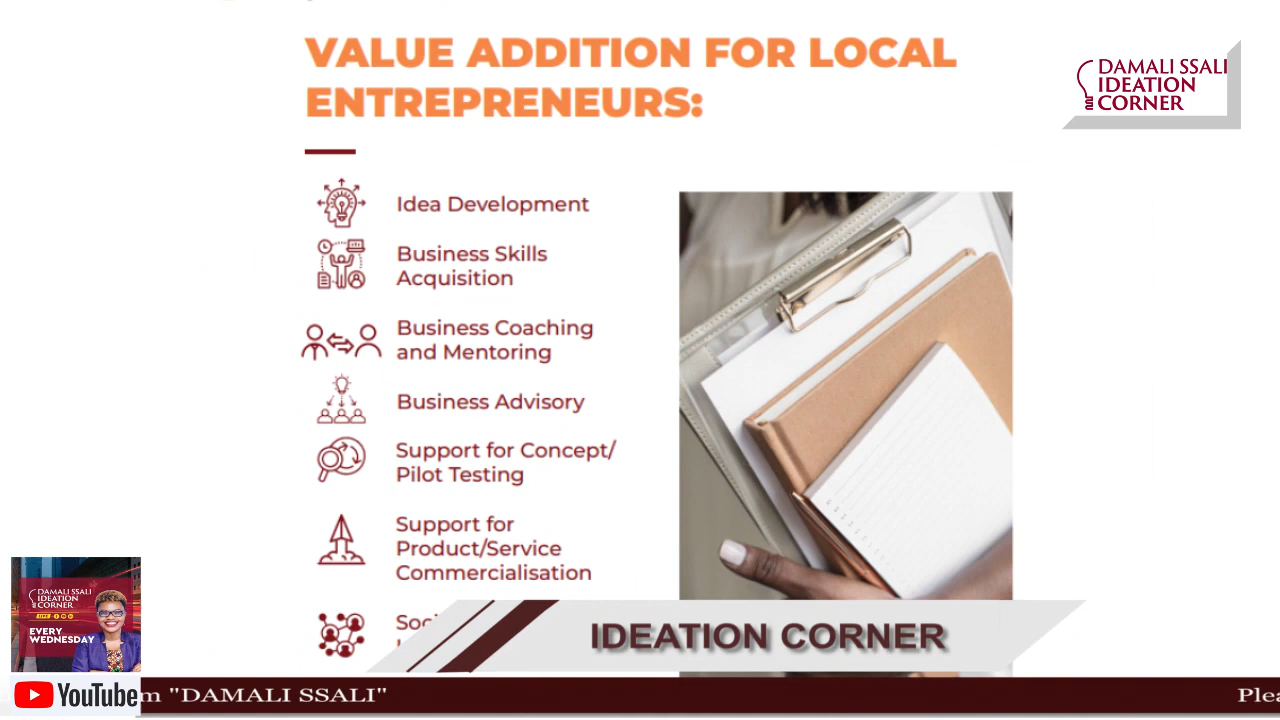 VALUE ADDITION FOR LOCAL
ENTREPRENEURS:
DAMALI SSALI
IDEATION
CORNER
Idea Development
Business Skills
Acquisition
Business Coaching
and Mentoring
Business Advisory
Support for Concept/
Pilot Testing
Support for
Product/Service
Commercialisation
IDEATION CORNER
DAMALI SSALI
IDEATION
CORNER
LIVE
EVERY
WEDNESDAY
YouTube
"DAMALI SSALI"